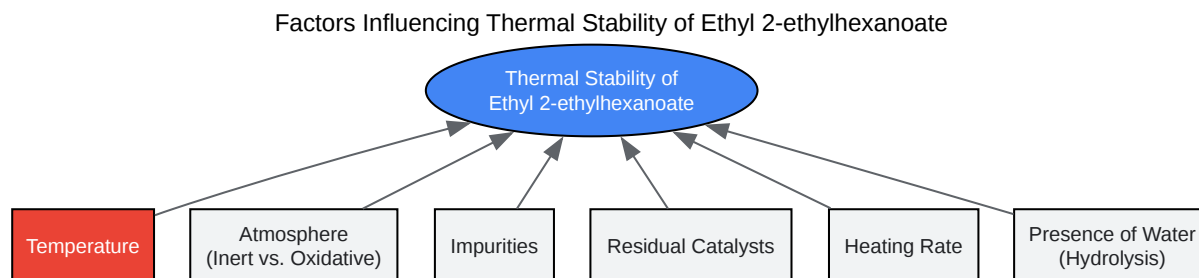 Factors Influencing Thermal Stability of Ethyl 2-ethylhexanoate
Thermal Stability of
Ethyl 2-ethylhexanoate
Temperature
Atmosphere
(Inert vs. Oxidative)
Impurities
Residual Catalysts
Heating Rate
Presence of Water
(Hydrolysis)